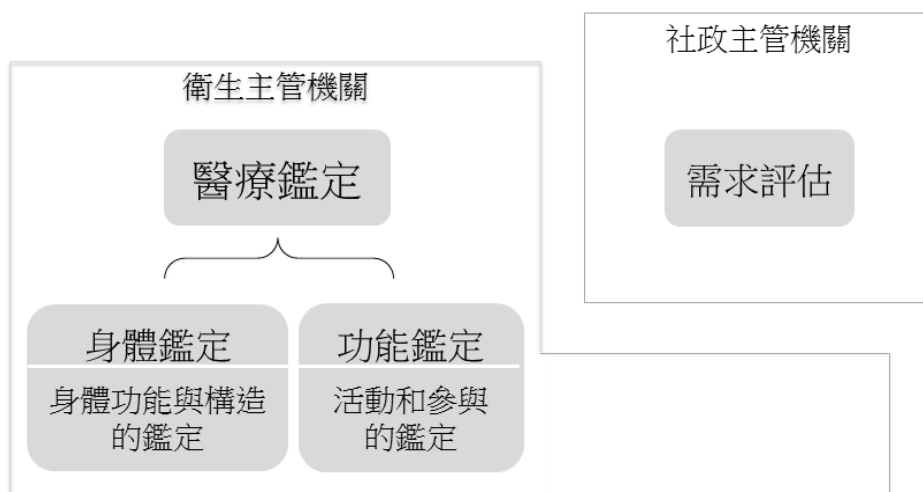 社政主管機關
衛生主管機關
醫療鑑定
需求評估
身體鑑定
功能鑑定
身體功能與構造
的鑑定
活動和參與
的鑑定